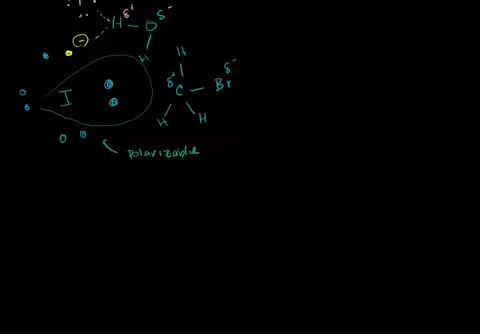 δ+ δ-
H — O
−
H H
I δ+ δ-
C — Br
H H
polarizable